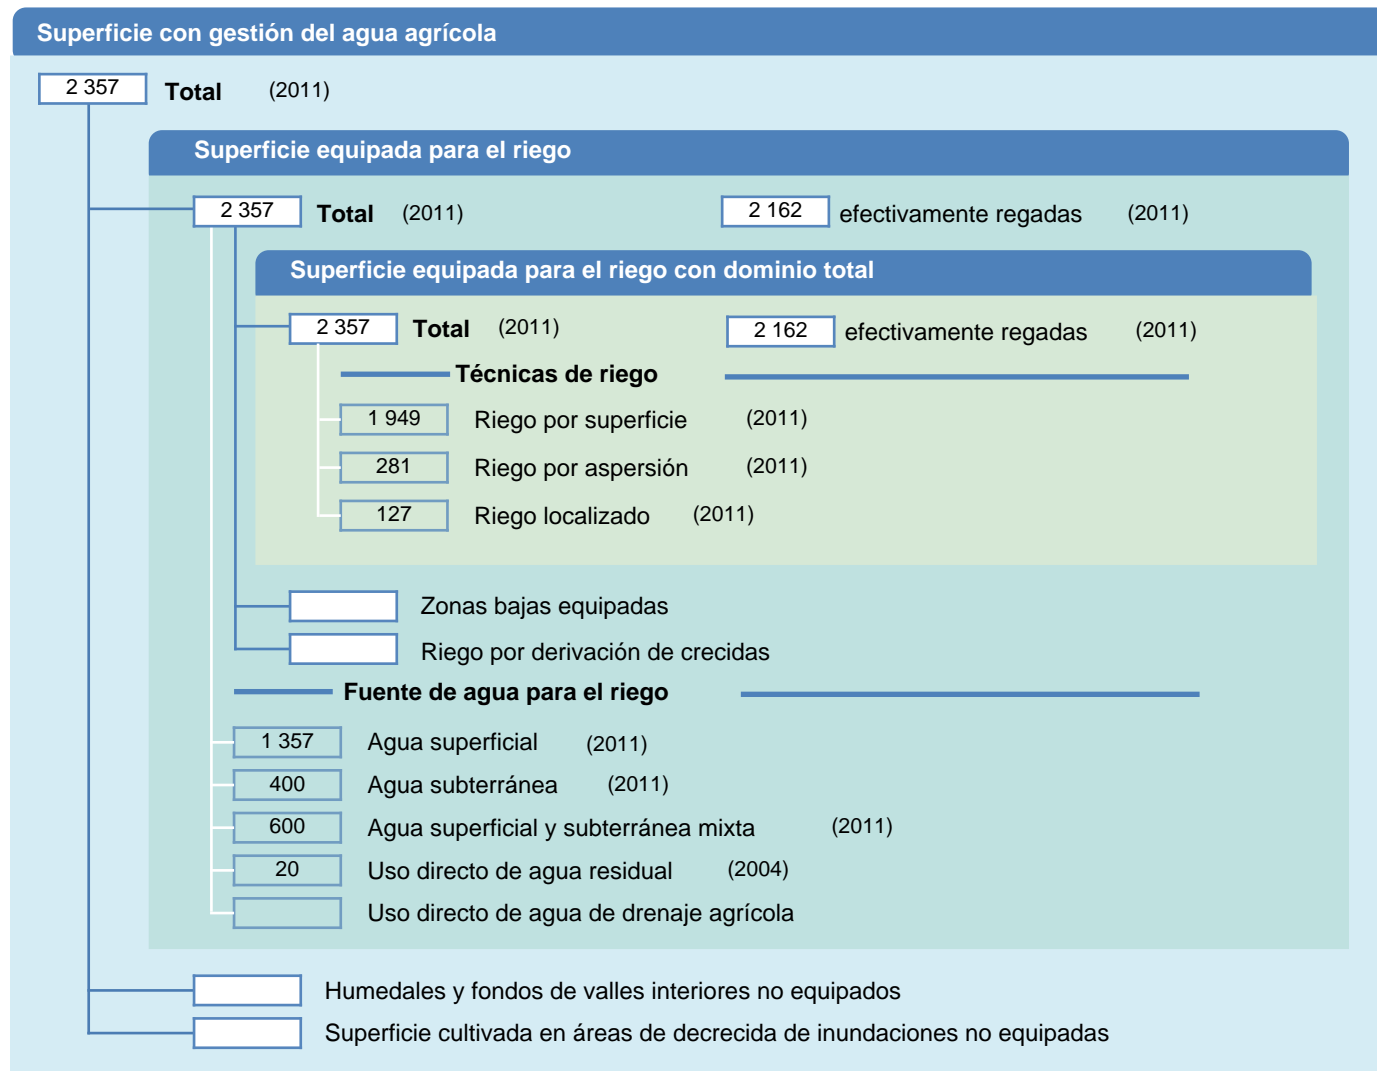 Superficie con gestión del agua agrícola
2 357 Total (2011)
Superficie equipada para el riego
2 357 Total (2011) 2 162 efectivamente regadas (2011)
Superficie equipada para el riego con dominio total
2 357 Total (2011) 2 162 efectivamente regadas (2011)
Técnicas de riego
1 949 Riego por superficie (2011)
281 Riego por aspersión (2011)
127 Riego localizado (2011)
Zonas bajas equipadas
Riego por derivación de crecidas
Fuente de agua para el riego
1 357 Agua superficial (2011)
400 Agua subterránea (2011)
600 Agua superficial y subterránea mixta (2011)
20 Uso directo de agua residual (2004)
Uso directo de agua de drenaje agrícola
Humedales y fondos de valles interiores no equipados
Superficie cultivada en áreas de decrecida de inundaciones no equipadas